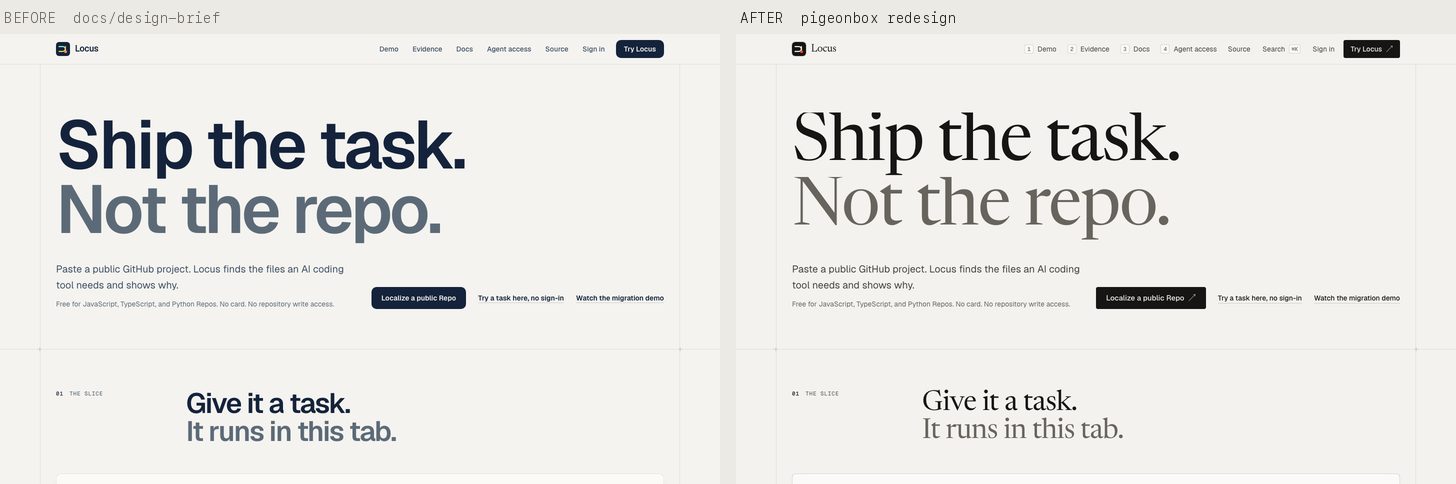 BEFORE docs/design—brief
Locus
Demo Evidence Docs Agent access Source Sign in Try Locus
Ship the task.
Not the repo.
Paste a public GitHub project. Locus finds the files an AI coding
tool needs and shows why.
Free for JavaScript, TypeScript, and Python Repos. No card. No repository write access.
Localize a public Repo Try a task here, no sign-in Watch the migration demo
01 THE SLICE
Give it a task.
It runs in this tab.
AFTER pigeonbox redesign
Locus
1 Demo 2 Evidence 3 Docs 4 Agent access Source Search ⌘K Sign in Try Locus ↗
Ship the task.
Not the repo.
Paste a public GitHub project. Locus finds the files an AI coding
tool needs and shows why.
Free for JavaScript, TypeScript, and Python Repos. No card. No repository write access.
Localize a public Repo ↗ Try a task here, no sign-in Watch the migration demo
01 THE SLICE
Give it a task.
It runs in this tab.